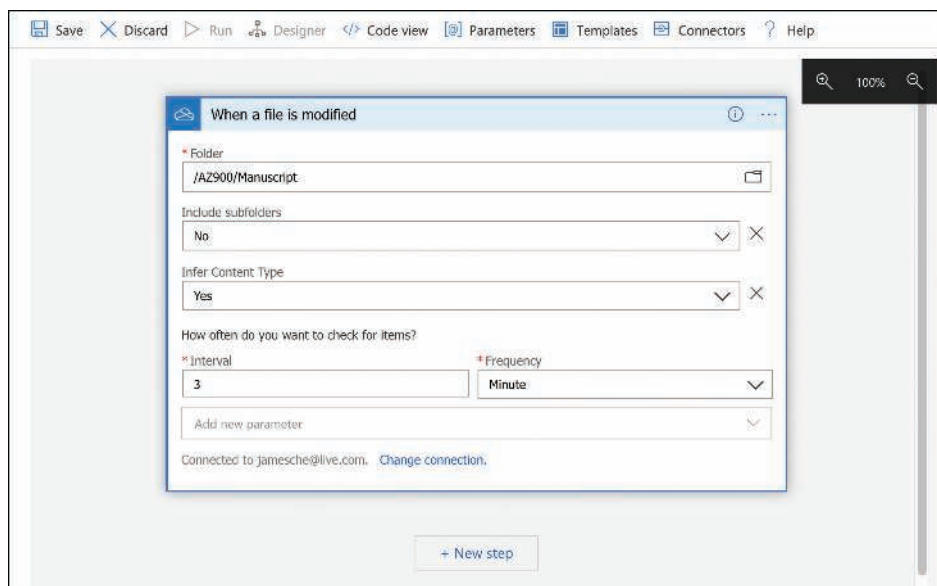 Save Discard Run Designer </> Code view [@] Parameters Templates Connectors ? Help
100%
When a file is modified
* Folder
/AZ900/Manuscript
Include subfolders
No
Infer Content Type
Yes
How often do you want to check for items?
* Interval * Frequency
3 Minute
Add new parameter
Connected to jamesche@live.com. Change connection.
+ New step